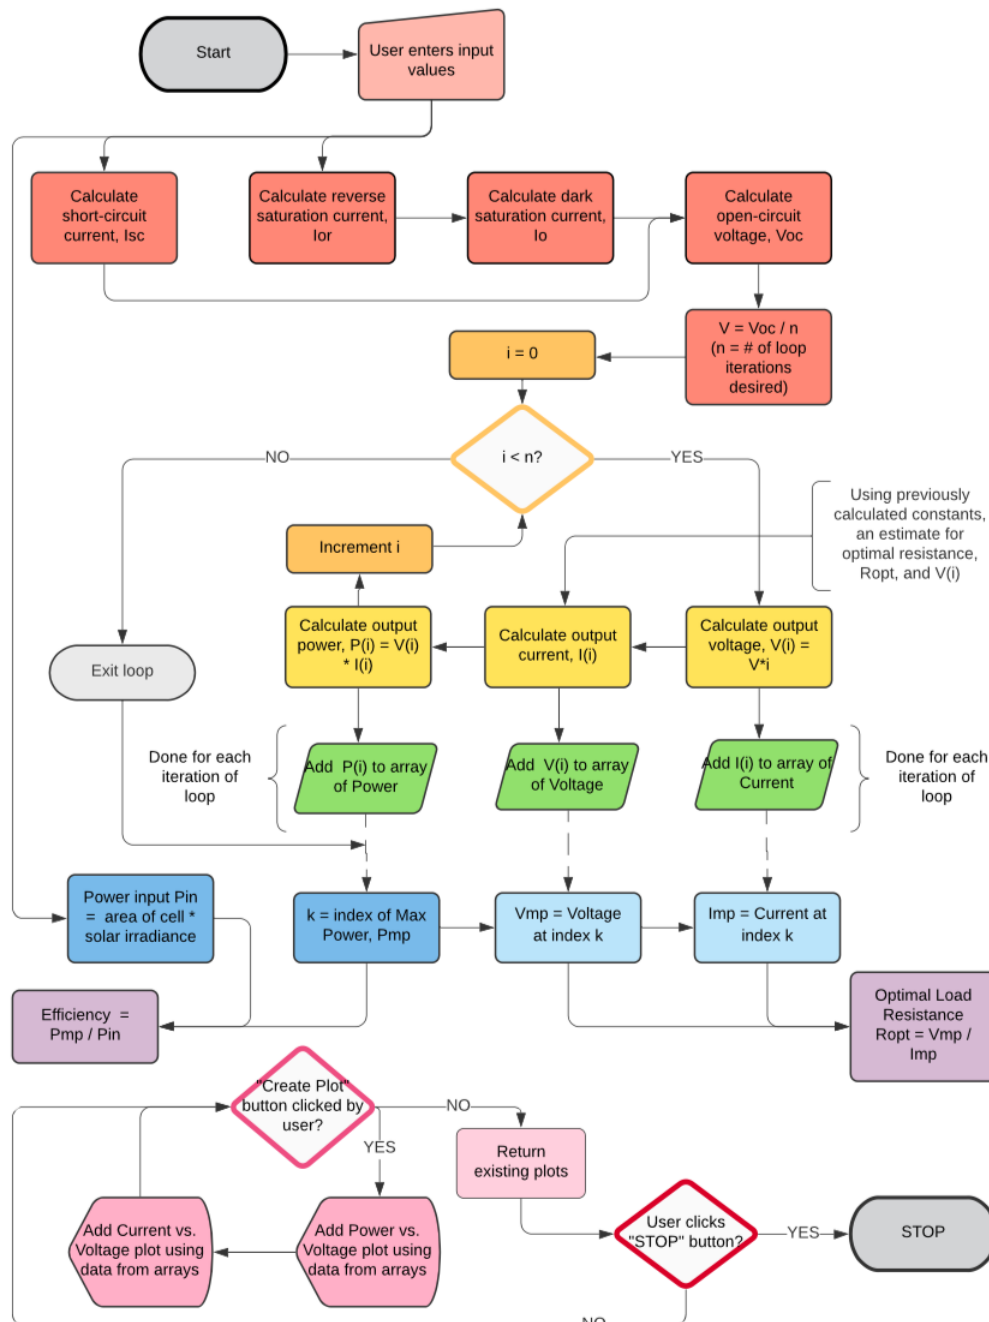 Start
User enters input
values
Calculate
short-circuit
current, Isc
Calculate reverse
saturation current,
Ior
Calculate dark
saturation current,
Io
Calculate
open-circuit
voltage, Voc
V = Voc / n
(n = # of loop
iterations
desired)
i = 0
i < n?
NO
YES
Using previously
calculated constants,
an estimate for
optimal resistance,
Ropt, and V(i)
Increment i
Calculate output
power, P(i) = V(i)
* I(i)
Calculate output
current, I(i)
Calculate output
voltage, V(i) =
V*i
Exit loop
Done for each
iteration of
loop
Add P(i) to array
of Power
Add V(i) to array
of Voltage
Add I(i) to array of
Current
Done for each
iteration of
loop
Power input Pin
= area of cell *
solar irradiance
k = index of Max
Power, Pmp
Vmp = Voltage
at index k
Imp = Current at
index k
Efficiency =
Pmp / Pin
Optimal Load
Resistance
Ropt = Vmp /
Imp
"Create Plot"
button clicked by
user?
NO
YES
Return
existing plots
Add Current vs.
Voltage plot using
data from arrays
Add Power vs.
Voltage plot using
data from arrays
User clicks
"STOP" button?
YES
STOP
NO